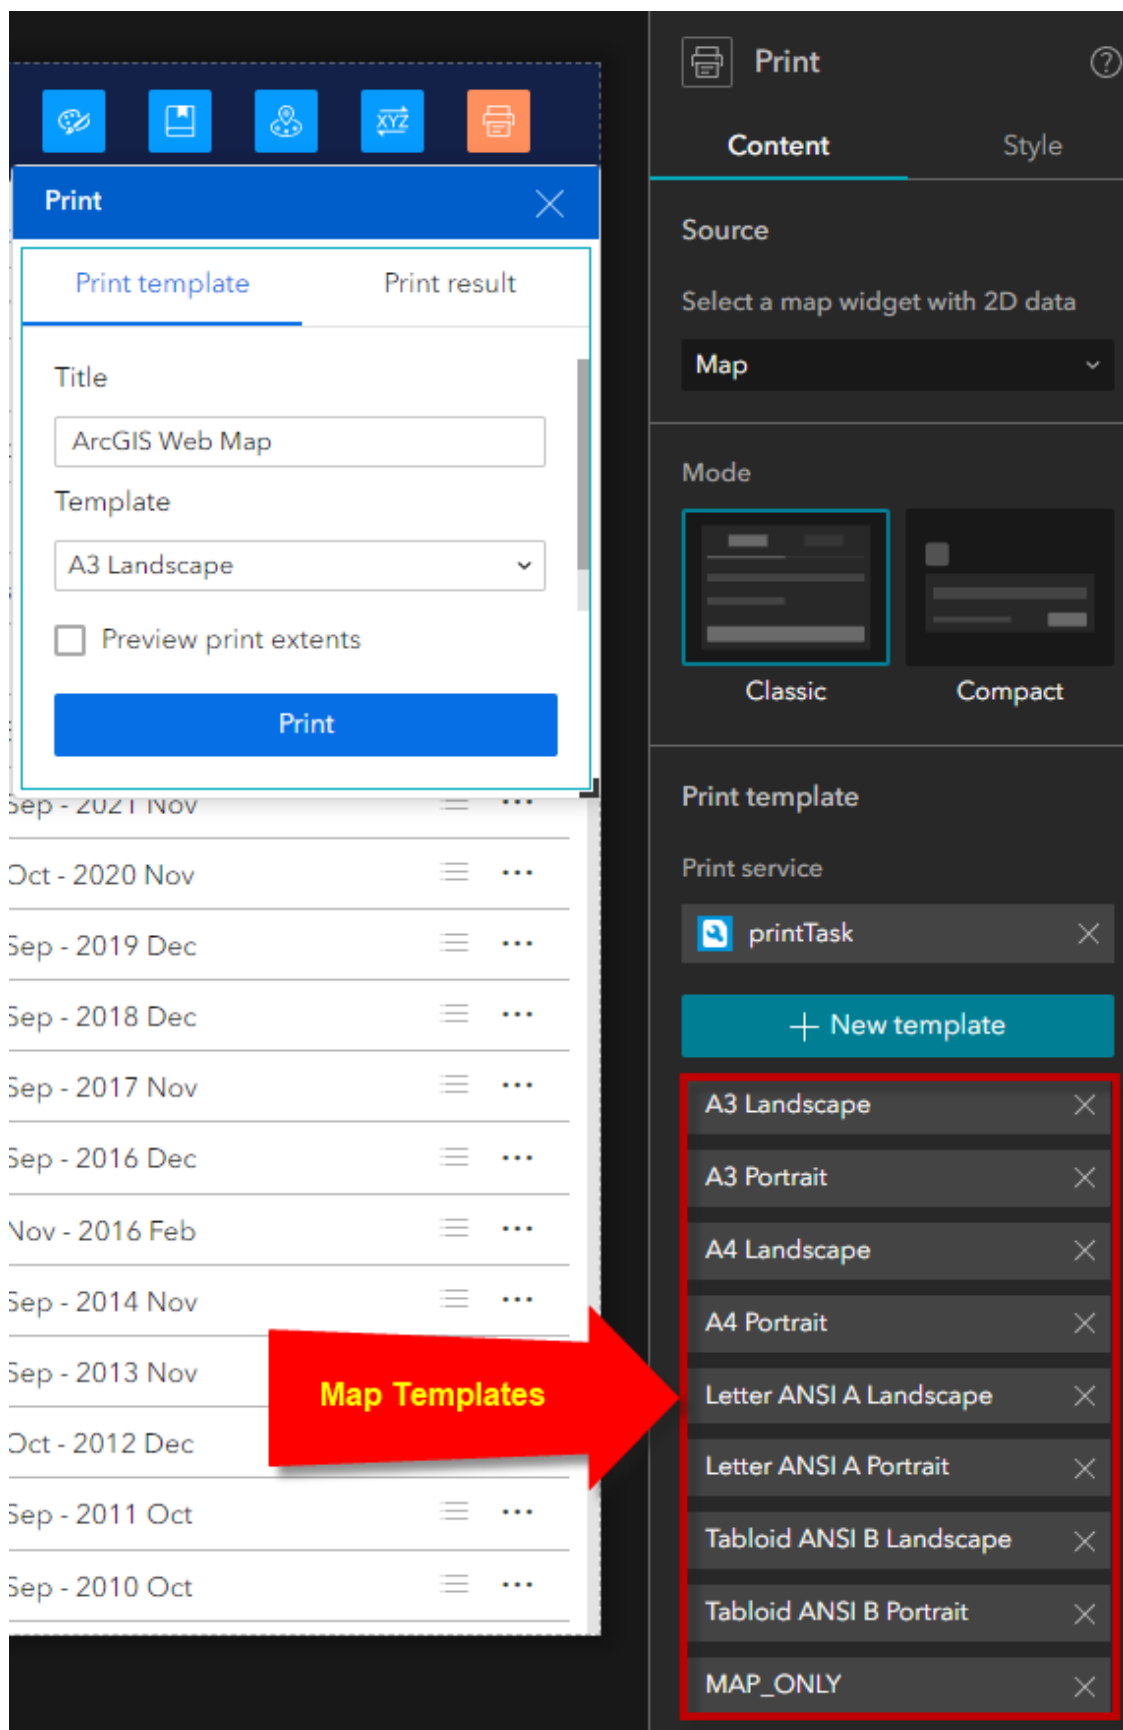 XYZ
Print
Print template
Print result
Title
ArcGIS Web Map
Template
A3 Landscape
Preview print extents
Print
Sep - 2021 Nov
Oct - 2020 Nov
Sep - 2019 Dec
Sep - 2018 Dec
Sep - 2017 Nov
Sep - 2016 Dec
Nov - 2016 Feb
Sep - 2014 Nov
Sep - 2013 Nov
Oct - 2012 Dec
Sep - 2011 Oct
Sep - 2010 Oct
Map Templates
Print
?
Content
Style
Source
Select a map widget with 2D data
Map
Mode
Classic
Compact
Print template
Print service
printTask
+ New template
A3 Landscape
A3 Portrait
A4 Landscape
A4 Portrait
Letter ANSI A Landscape
Letter ANSI A Portrait
Tabloid ANSI B Landscape
Tabloid ANSI B Portrait
MAP_ONLY